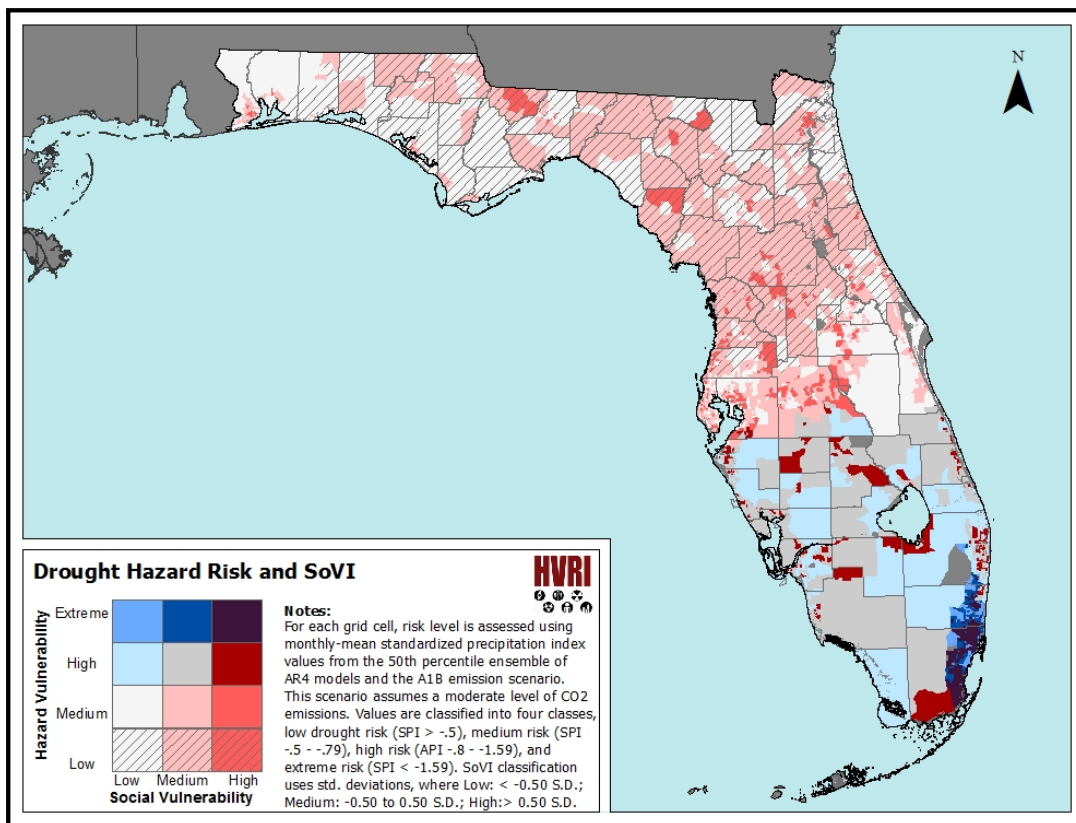 N
Drought Hazard Risk and SoVI
HVRI
Hazard Vulnerability
Extreme
High
Medium
Low
Low
Medium
High
Social Vulnerability
Notes:
For each grid cell, risk level is assessed using
monthly-mean standardized precipitation index
values from the 50th percentile ensemble of
AR4 models and the A1B emission scenario.
This scenario assumes a moderate level of CO2
emissions. Values are classified into four classes,
low drought risk (SPI > -.5), medium risk (SPI
-.5 - -.79), high risk (API -.8 - -1.59), and
extreme risk (SPI < -1.59). SoVI classification
uses std. deviations, where Low: < -0.50 S.D.;
Medium: -0.50 to 0.50 S.D.; High:> 0.50 S.D.